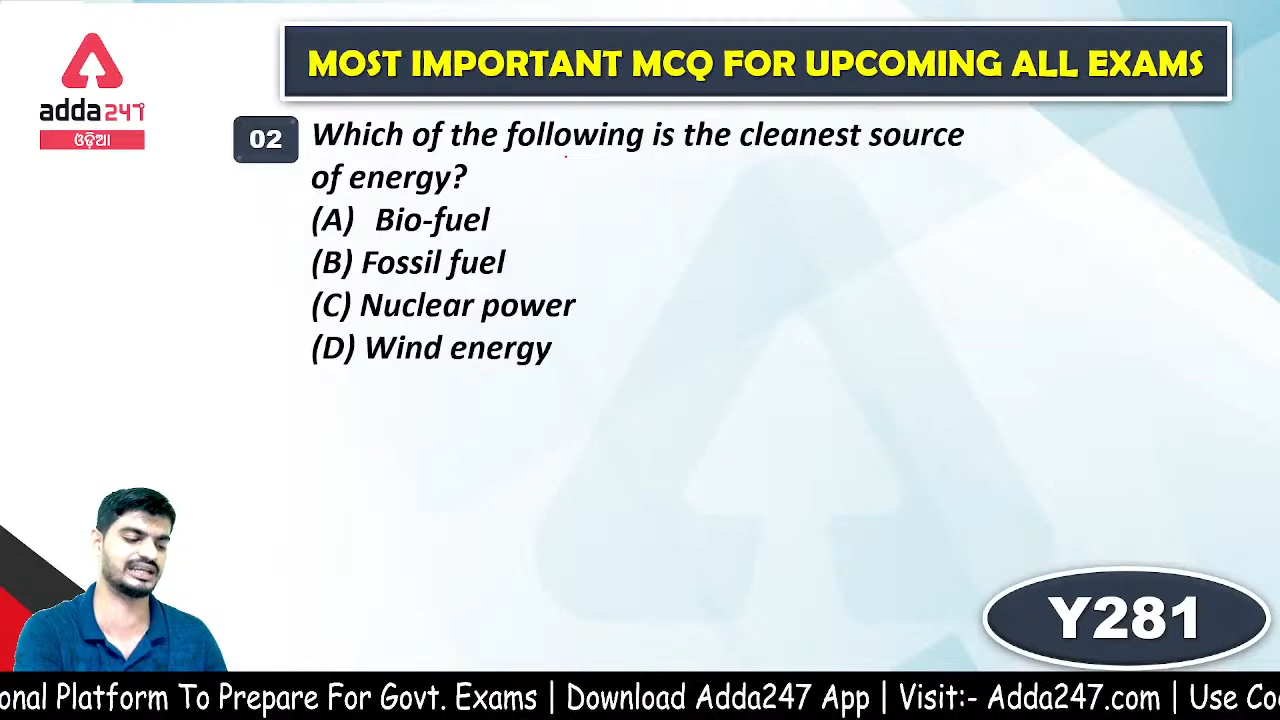 MOST IMPORTANT MCQ FOR UPCOMING ALL EXAMS
adda247
ଓଡ଼ିଆ
02
Which of the following is the cleanest source
of energy?
(A) Bio-fuel
(B) Fossil fuel
(C) Nuclear power
(D) Wind energy
Y281
onal Platform To Prepare For Govt. Exams | Download Adda247 App | Visit:- Adda247.com | Use Co